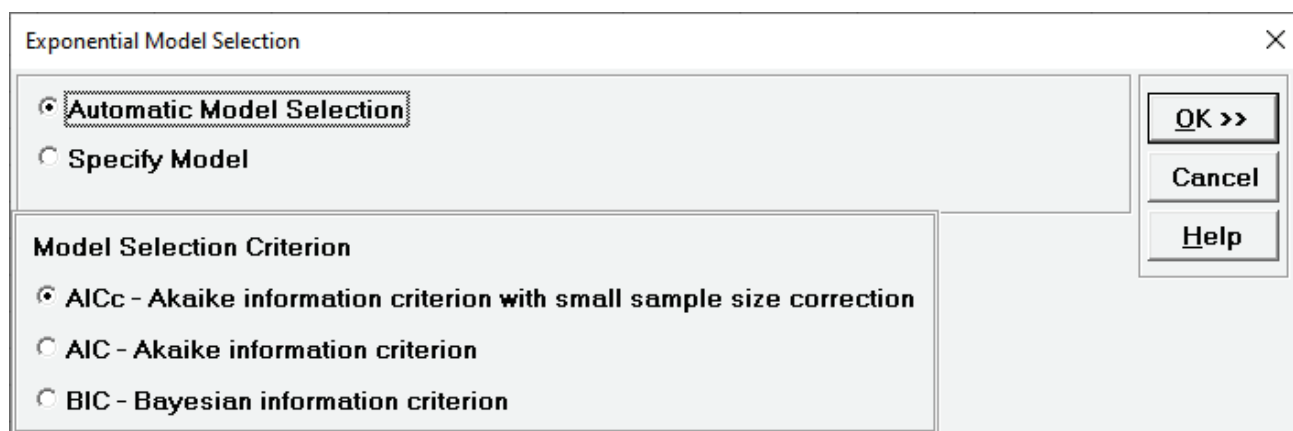 Exponential Model Selection
Automatic Model Selection
Specify Model
OK >>
Cancel
Help
Model Selection Criterion
AICc - Akaike information criterion with small sample size correction
AIC - Akaike information criterion
BIC - Bayesian information criterion